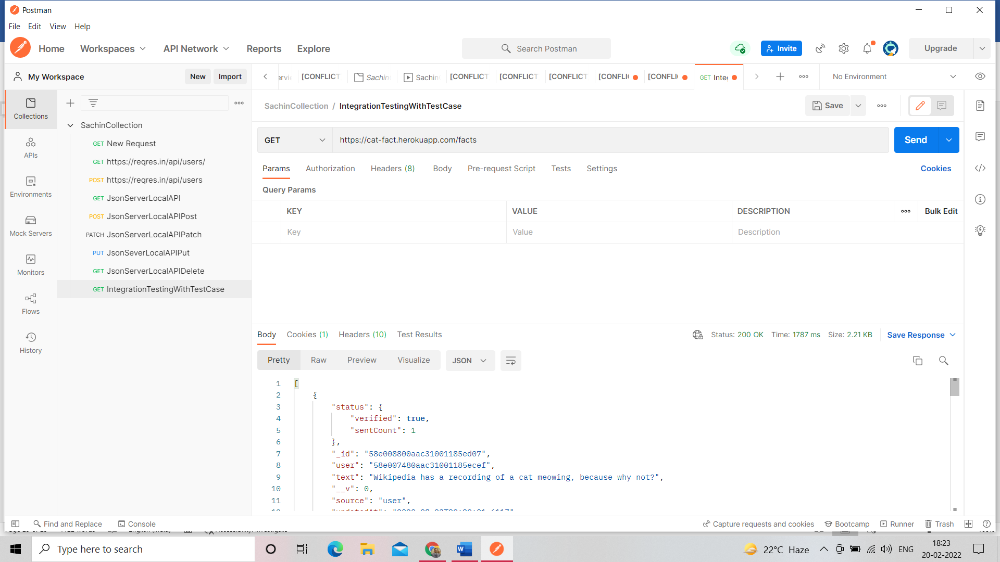 Postman
File Edit View Help
Home Workspaces API Network Reports Explore
Search Postman
Invite
Upgrade
My Workspace
New Import
[CONFLICT
Sachin
Sachin
[CONFLICT
[CONFLICT
[CONFLICT
[CONFLI
[CONFLI
GET Inte
No Environment
Collections
APIs
Environments
Mock Servers
Monitors
Flows
History
SachinCollection
GET New Request
GET https://reqres.in/api/users/
POST https://reqres.in/api/users
GET JsonServerLocalAPI
POST JsonServerLocalAPIPost
PATCH JsonServerLocalAPIPatch
PUT JsonSeverLocalAPIPut
GET JsonServerLocalAPIDelete
GET IntegrationTestingWithTestCase
SachinCollection / IntegrationTestingWithTestCase
Save
GET
https://cat-fact.herokuapp.com/facts
Send
Params Authorization Headers (8) Body Pre-request Script Tests Settings
Cookies
Query Params
KEY VALUE DESCRIPTION Bulk Edit
Key Value Description
Body Cookies (1) Headers (10) Test Results
Status: 200 OK Time: 1787 ms Size: 2.21 KB Save Response
Pretty Raw Preview Visualize JSON
1 [
2 {
3 "status": {
4 "verified": true,
5 "sentCount": 1
6 },
7 "_id": "58e008800aac31001185ed07",
8 "user": "58e007480aac31001185ecef",
9 "text": "Wikipedia has a recording of a cat meowing, because why not?",
10 "__v": 0,
11 "source": "user",
Find and Replace Console
Capture requests and cookies Bootcamp Runner Trash
Type here to search
22°C Haze
ENG
18:23
20-02-2022